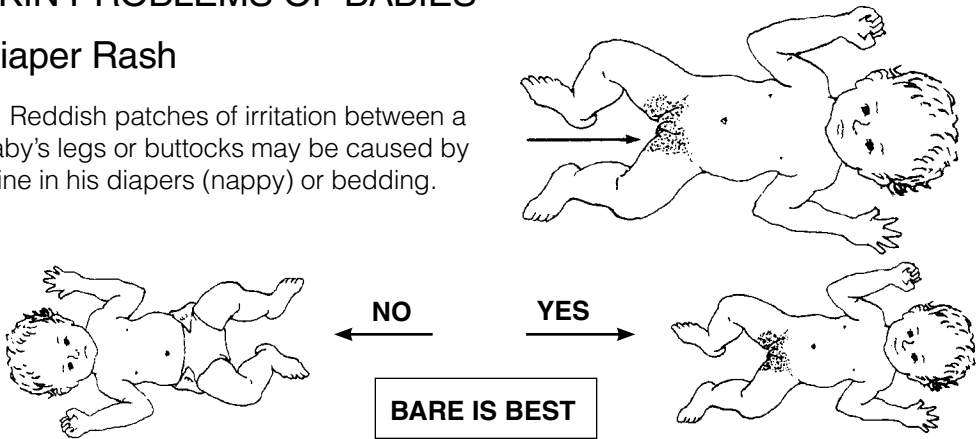 KIN PROBLEMS OF BABIES
iaper Rash
Reddish patches of irritation between a
aby's legs or buttocks may be caused by
ine in his diapers (nappy) or bedding.
NO
YES
BARE IS BEST